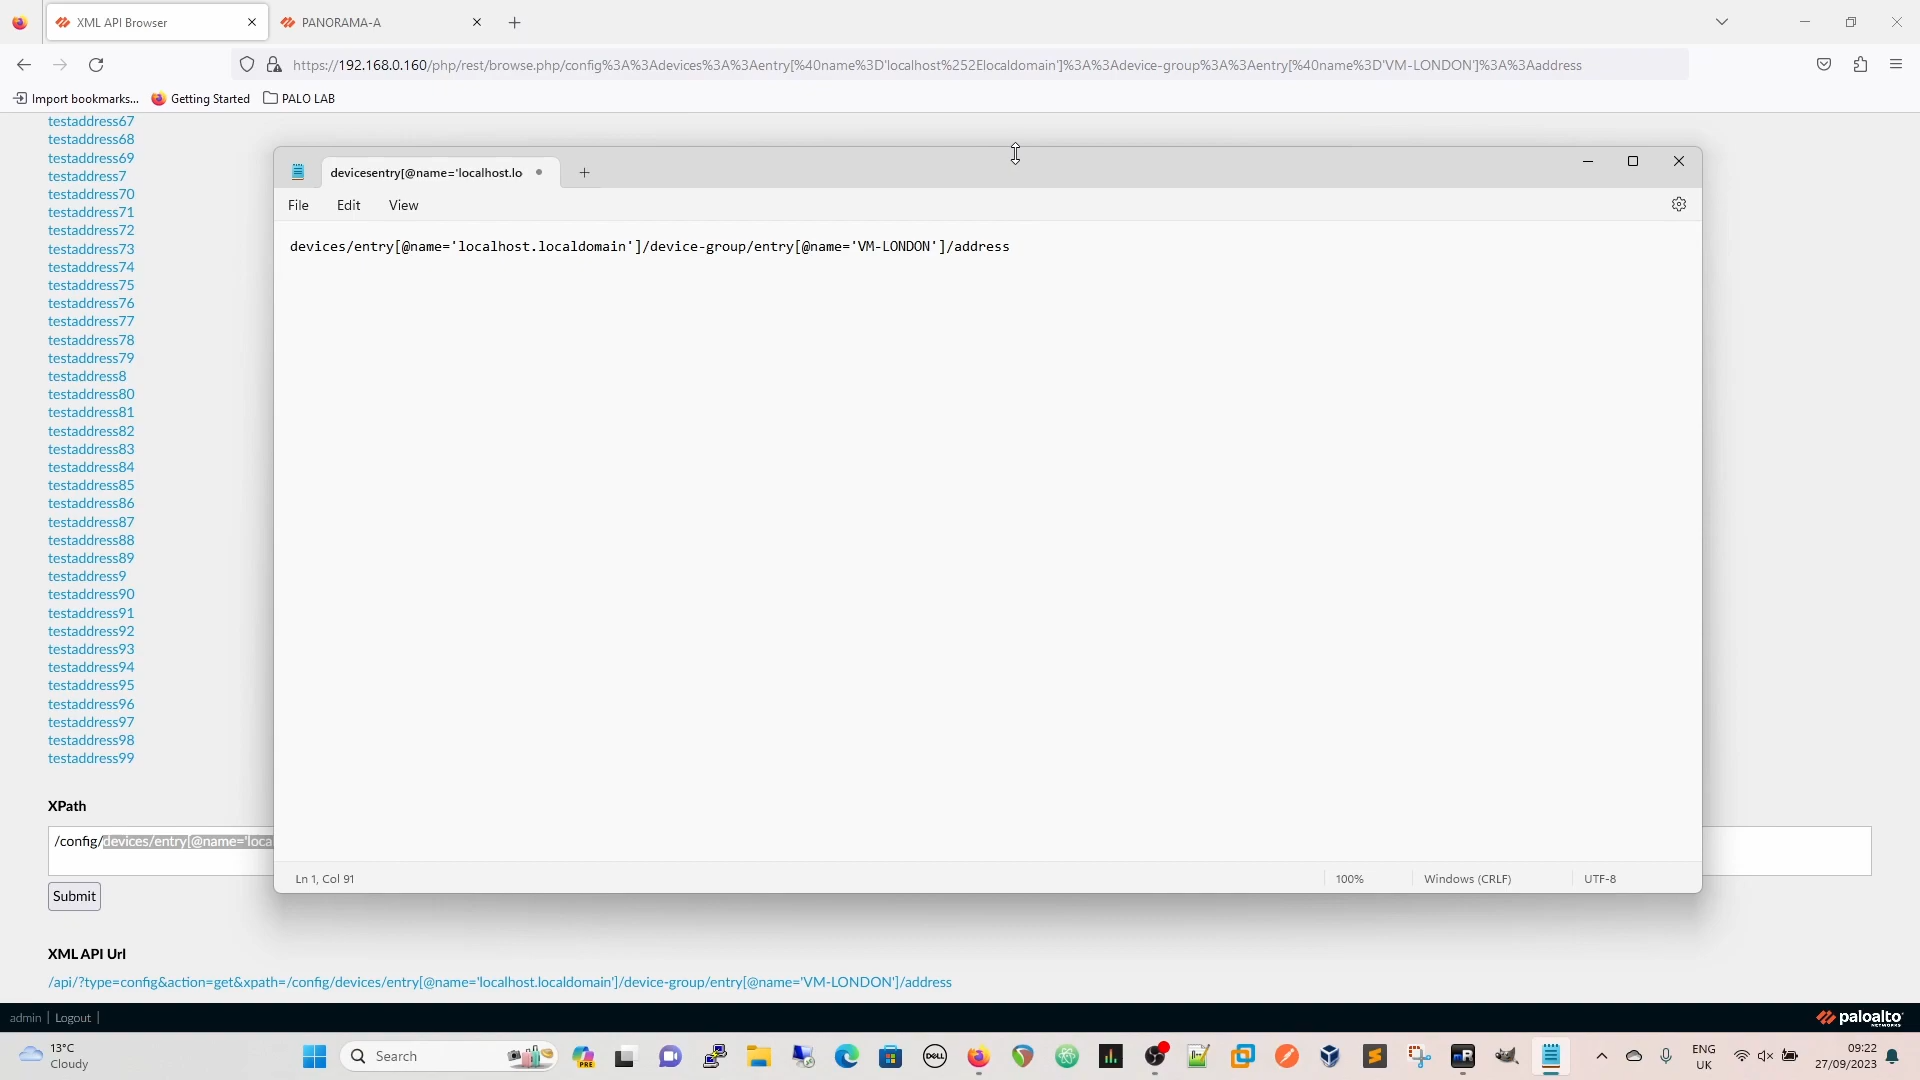 XML API Browser
PANORAMA-A
https://192.168.0.160/php/rest/browse.php/config%3A%3Adevices%3A%3Aentry[%40name%3D'localhost%252Elocaldomain']%3A%3Adevice-group%3A%3Aentry[%40name%3D'VM-LONDON']%3A%3Aaddress
Import bookmarks...
Getting Started
PALO LAB
testaddress67
testaddress68
testaddress69
testaddress7
testaddress70
testaddress71
testaddress72
testaddress73
testaddress74
testaddress75
testaddress76
testaddress77
testaddress78
testaddress79
testaddress8
testaddress80
testaddress81
testaddress82
testaddress83
testaddress84
testaddress85
testaddress86
testaddress87
testaddress88
testaddress89
testaddress9
testaddress90
testaddress91
testaddress92
testaddress93
testaddress94
testaddress95
testaddress96
testaddress97
testaddress98
testaddress99
devicesentry[@name='localhost.lo
File Edit View
devices/entry[@name='localhost.localdomain']/device-group/entry[@name='VM-LONDON']/address
Ln 1, Col 91
100%
Windows (CRLF)
UTF-8
XPath
/config/devices/entry[@name='loca
Submit
XML API Url
/api/?type=config&action=get&xpath=/config/devices/entry[@name='localhost.localdomain']/device-group/entry[@name='VM-LONDON']/address
admin | Logout |
paloalto
NETWORKS
13°C
Cloudy
Search
PRE
DELL
ENG
UK
09:22
27/09/2023